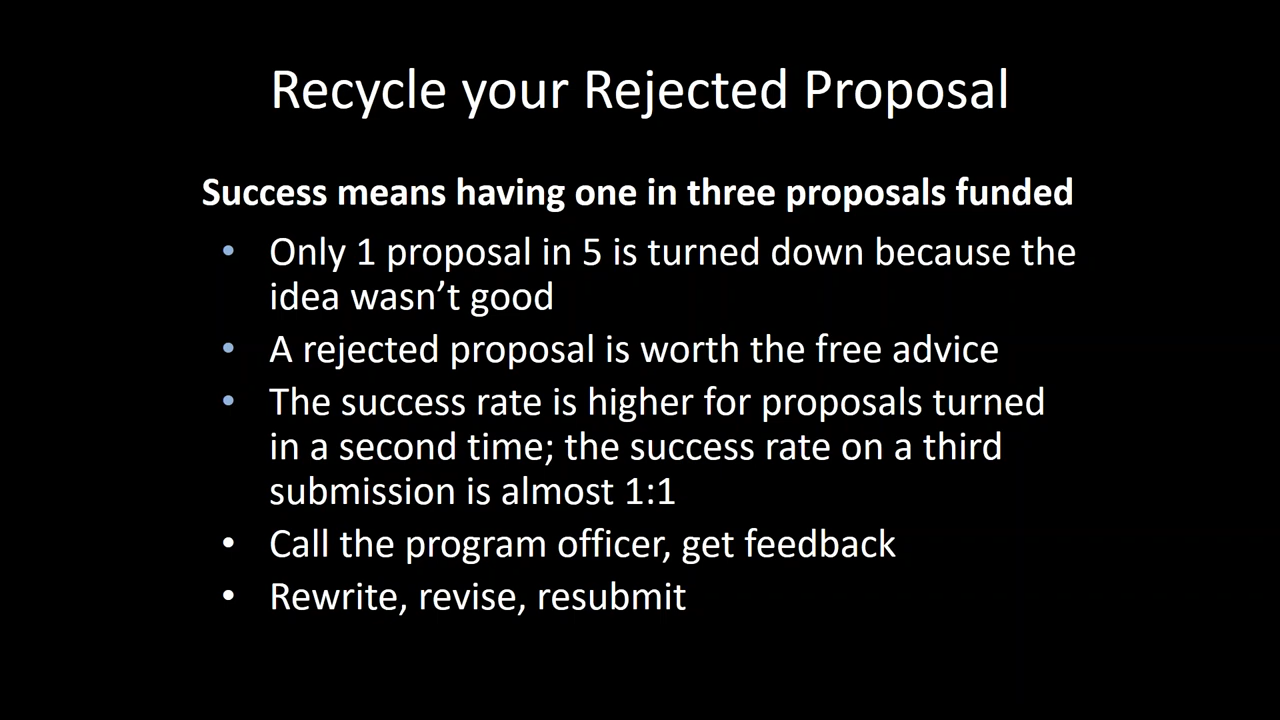 Recycle your Rejected Proposal
Success means having one in three proposals funded
• Only 1 proposal in 5 is turned down because the
idea wasn’t good
• A rejected proposal is worth the free advice
• The success rate is higher for proposals turned
in a second time; the success rate on a third
submission is almost 1:1
• Call the program officer, get feedback
• Rewrite, revise, resubmit